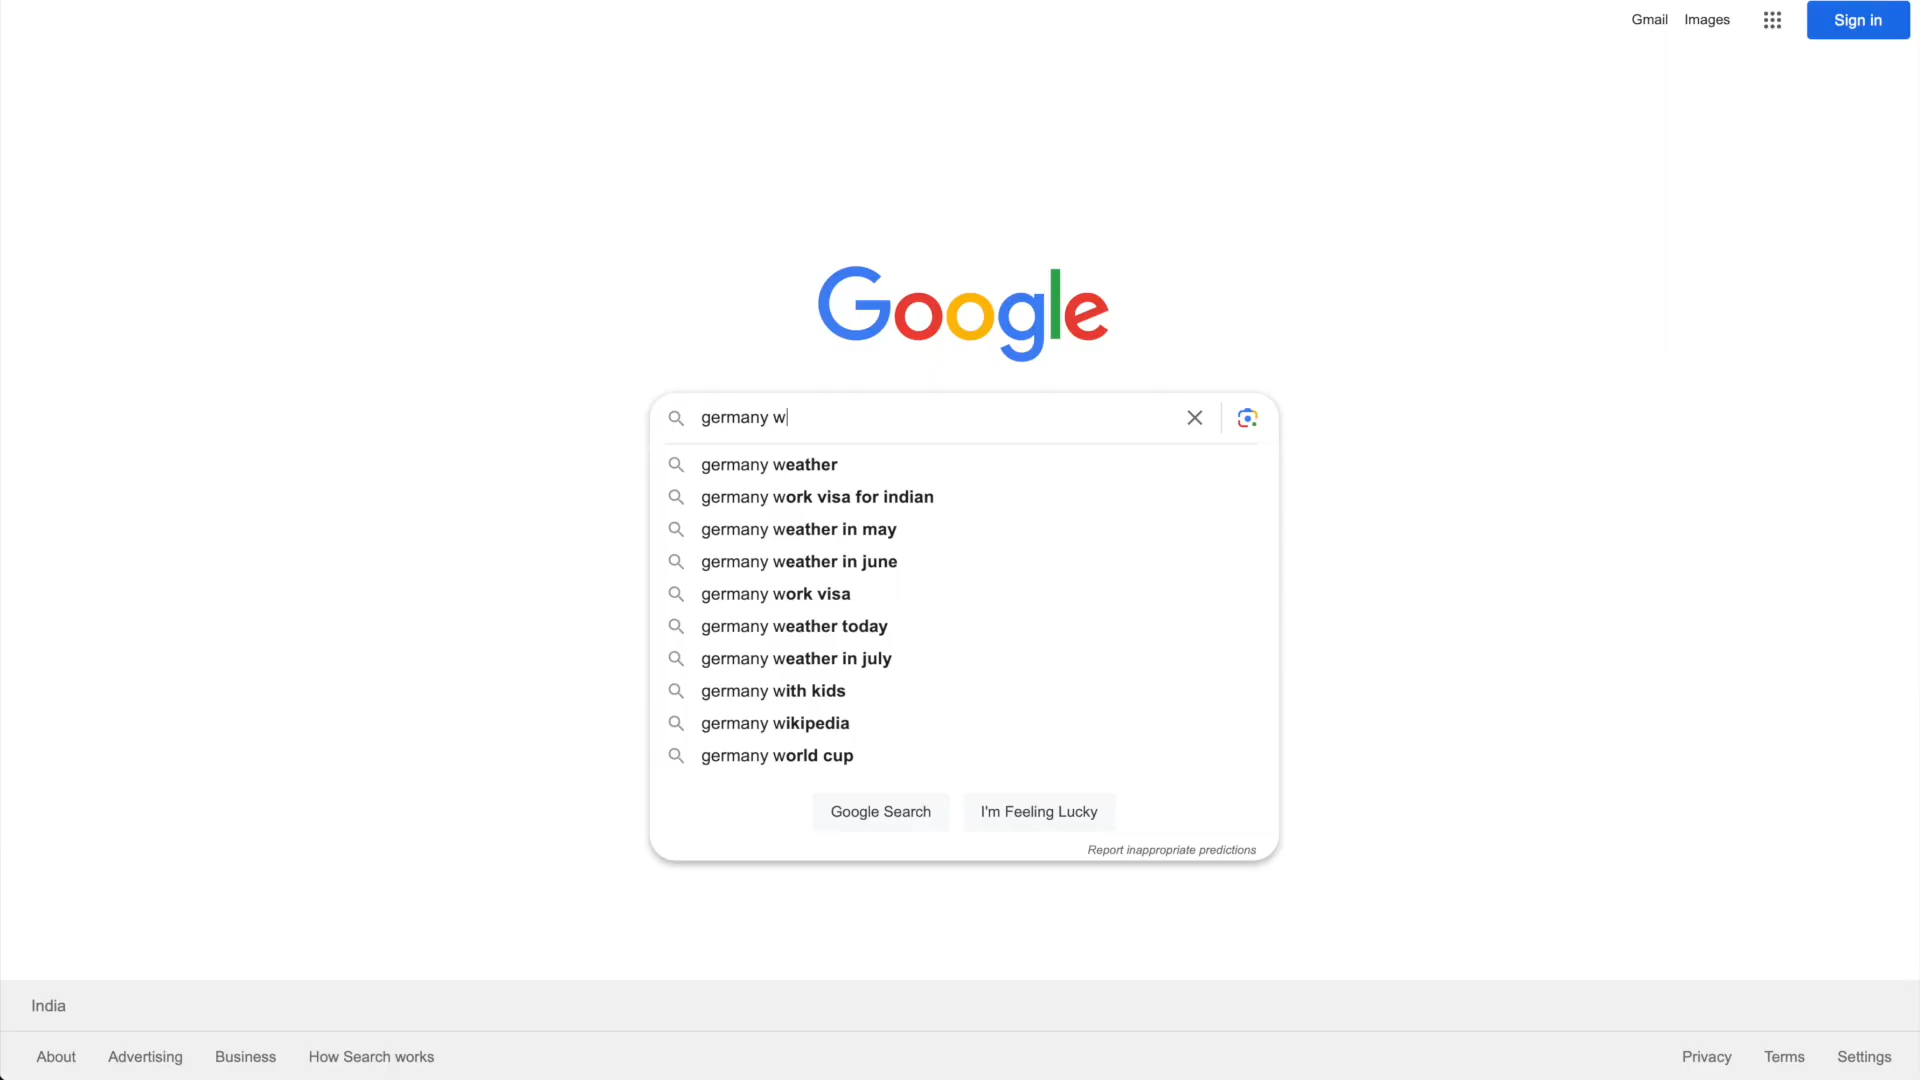 Gmail Images Sign in
Google
germany w
germany weather
germany work visa for indian
germany weather in may
germany weather in june
germany work visa
germany weather today
germany weather in july
germany with kids
germany wikipedia
germany world cup
Google Search I'm Feeling Lucky
Report inappropriate predictions
India
About Advertising Business How Search works Privacy Terms Settings